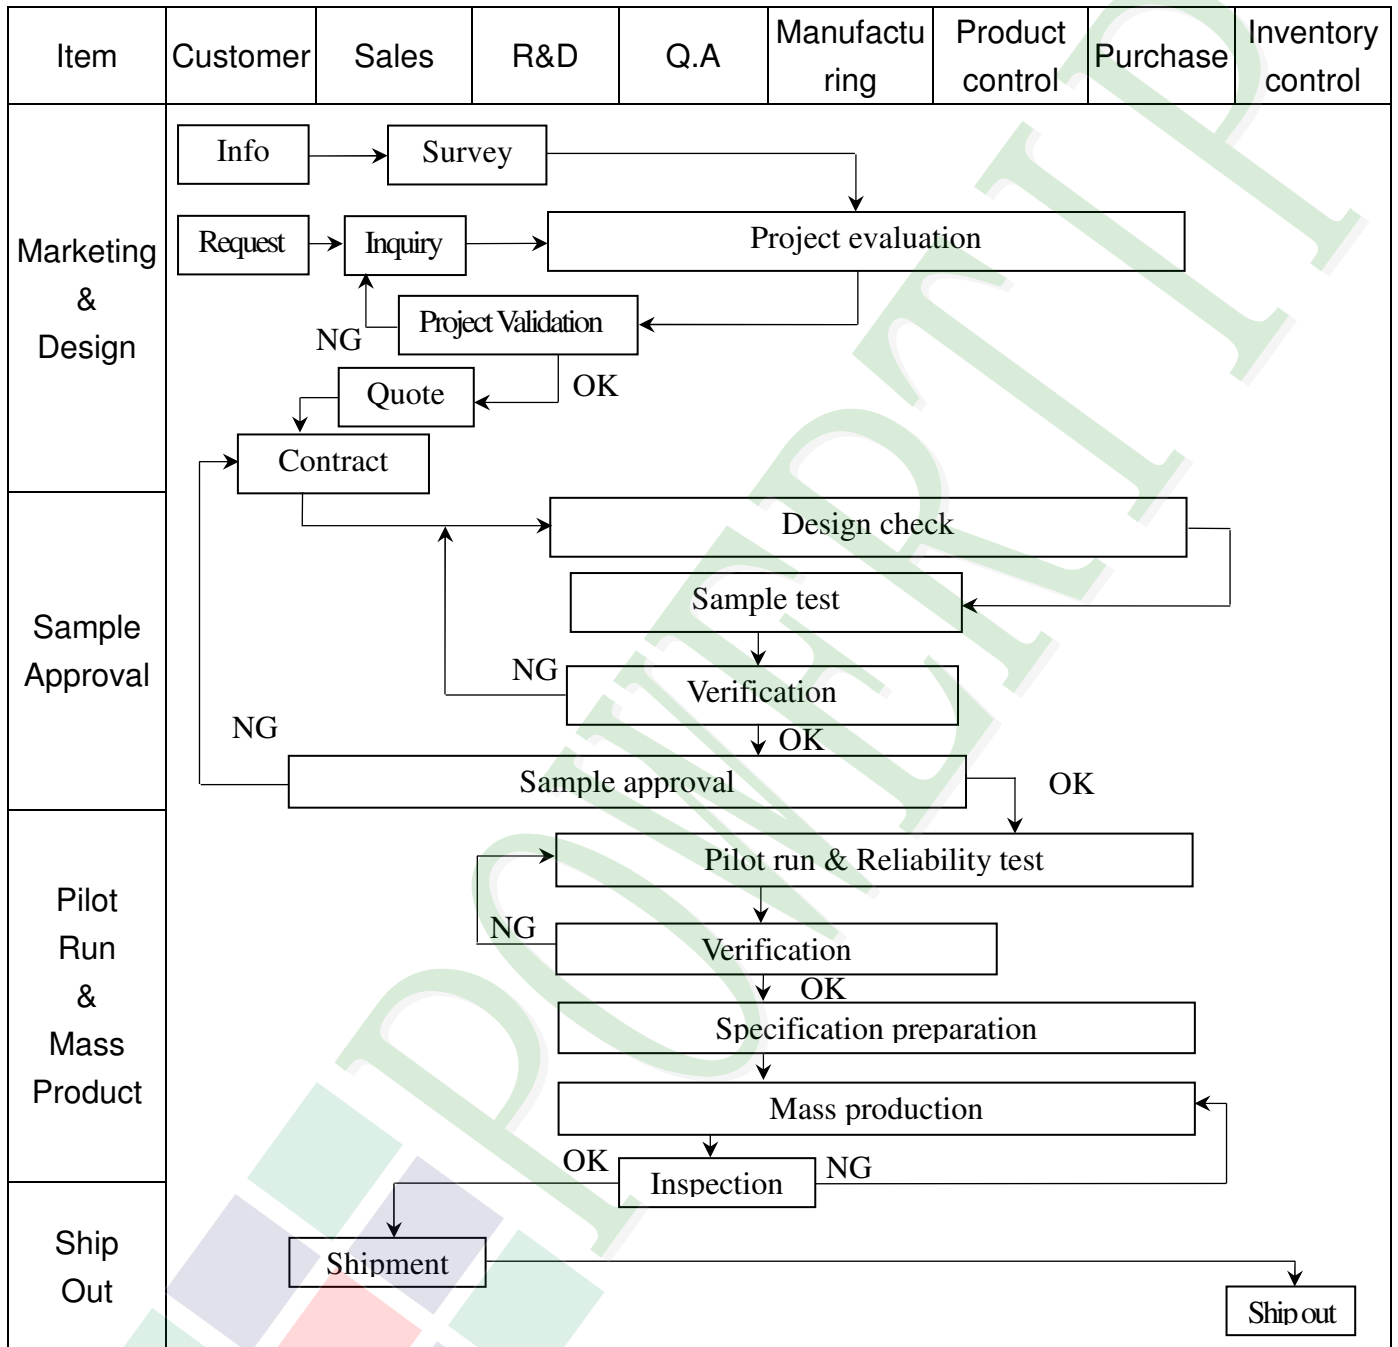 Item Customer Sales R&D Q.A Manufactu
ring Product
control Purchase Inventory
control
Marketing
&
Design
Info Survey
Request Inquiry Project evaluation
NG Project Validation
Quote OK
Contract
Sample
Approval
Design check
Sample test
NG Verification
NG OK
Sample approval OK
Pilot
Run
&
Mass
Product
Pilot run & Reliability test
NG Verification
OK
Specification preparation
Mass production
OK Inspection NG
Ship
Out
Shipment
Ship out
POWERTIP